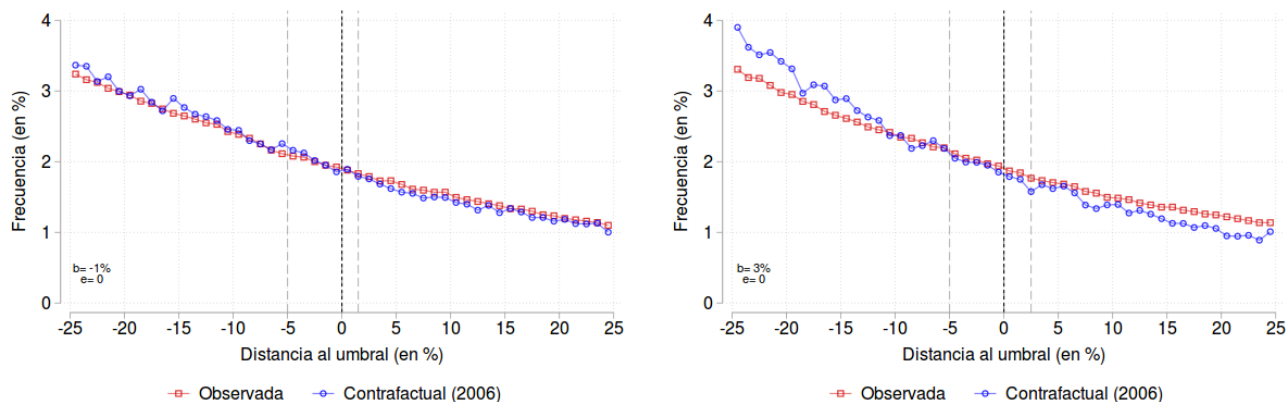 Frecuencia (en %)
4
3
2
1
0
b= -1%
e= 0
-25 -20 -15 -10 -5 0 5 10 15 20 25
Distancia al umbral (en %)
Observada Contrafactual (2006)
Frecuencia (en %)
4
3
2
1
0
b= 3%
e= 0
-25 -20 -15 -10 -5 0 5 10 15 20 25
Distancia al umbral (en %)
Observada Contrafactual (2006)